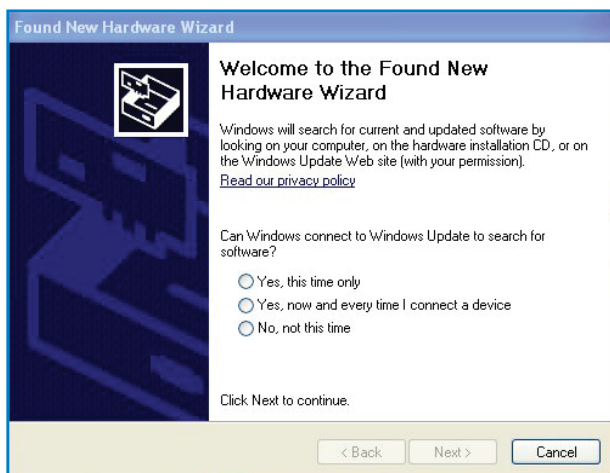 Found New Hardware Wizard
Welcome to the Found New
Hardware Wizard
Windows will search for current and updated software by
looking on your computer, on the hardware installation CD, or on
the Windows Update Web site (with your permission).
Read our privacy policy
Can Windows connect to Windows Update to search for
software?
Yes, this time only
Yes, now and every time I connect a device
No, not this time
Click Next to continue.
< Back
Next >
Cancel